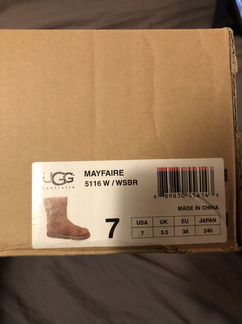 UGG
australia
MAYFAIRE
5116 W / WSBR
MADE IN CHINA
7
USA UK EU JAPAN
7 5.5 38 240